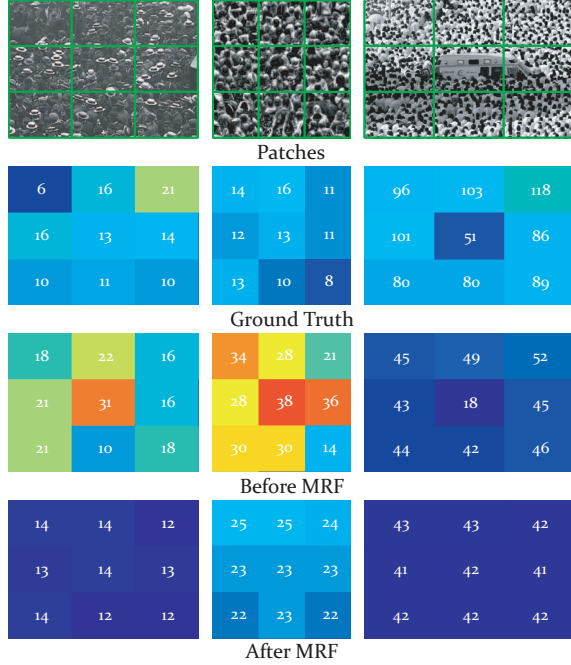 Patches
6 16 21 14 16 11 96 103 118
16 13 14 12 13 11 101 51 86
10 11 10 13 10 8 80 80 89
Ground Truth
18 22 16 34 28 21 45 49 52
21 31 16 28 38 36 43 18 45
21 10 18 30 30 14 44 42 46
Before MRF
14 14 12 25 25 24 43 43 42
13 14 13 23 23 23 41 42 41
14 12 12 22 23 22 42 42 42
After MRF